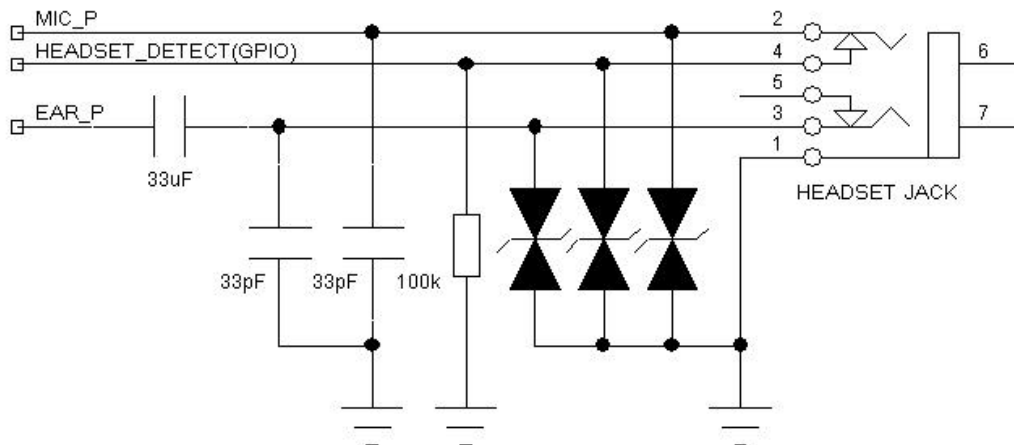 MIC_P
2
HEADSET_DETECT(GPIO)
4
6
5
EAR_P
3
7
1
33uF
HEADSET JACK
33pF
33pF
100k